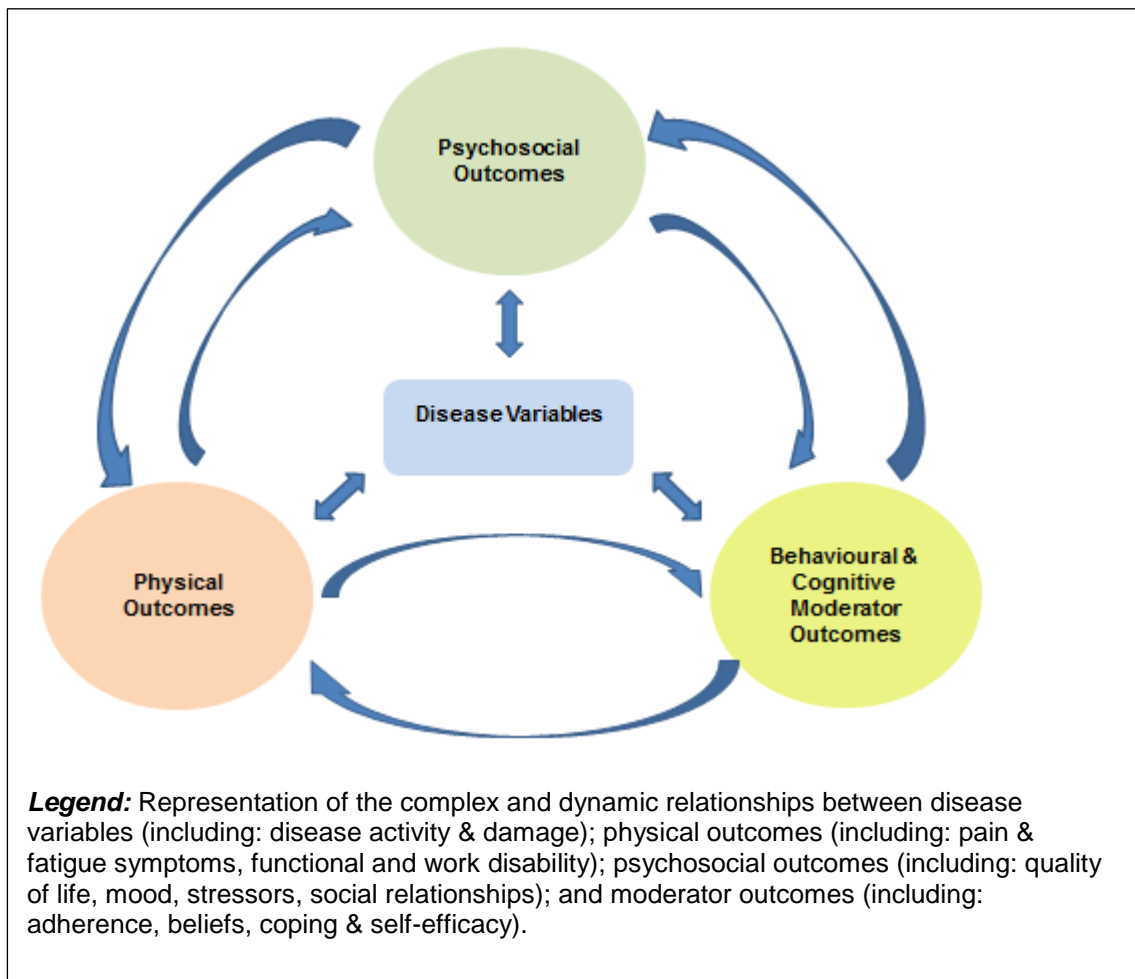 Psychosocial
Outcomes
Disease Variables
Physical
Outcomes
Behavioural &
Cognitive
Moderator
Outcomes
Legend: Representation of the complex and dynamic relationships between disease
variables (including: disease activity & damage); physical outcomes (including: pain &
fatigue symptoms, functional and work disability); psychosocial outcomes (including: quality
of life, mood, stressors, social relationships); and moderator outcomes (including:
adherence, beliefs, coping & self-efficacy).